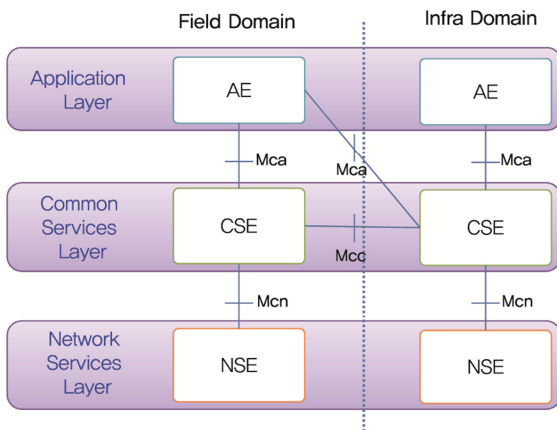 Field Domain
Infra Domain
Application
Layer
AE
AE
Mca
Mca
Mca
Common
Services
Layer
CSE
CSE
Mcc
Mcn
Mcn
Network
Services
Layer
NSE
NSE